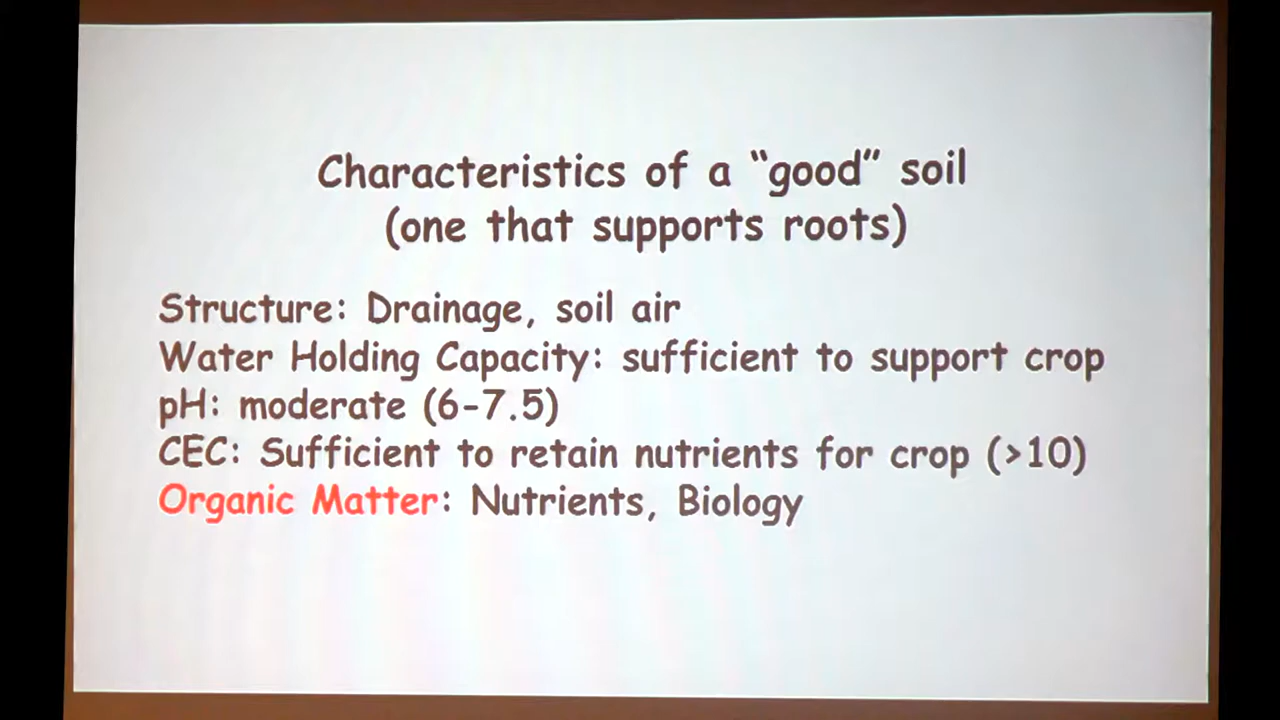 Characteristics of a “good” soil
(one that supports roots)
Structure: Drainage, soil air
Water Holding Capacity: sufficient to support crop
pH: moderate (6-7.5)
CEC: Sufficient to retain nutrients for crop (>10)
Organic Matter: Nutrients, Biology